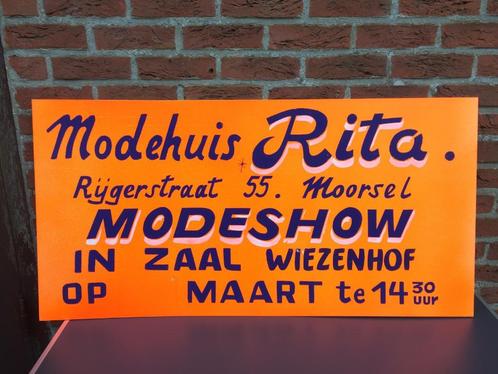 Modehuis Rita.
Rijgerstraat 55. Moorsel
MODESHOW
IN ZAAL WIEZENHOF
OP MAART te 14 30 UUR